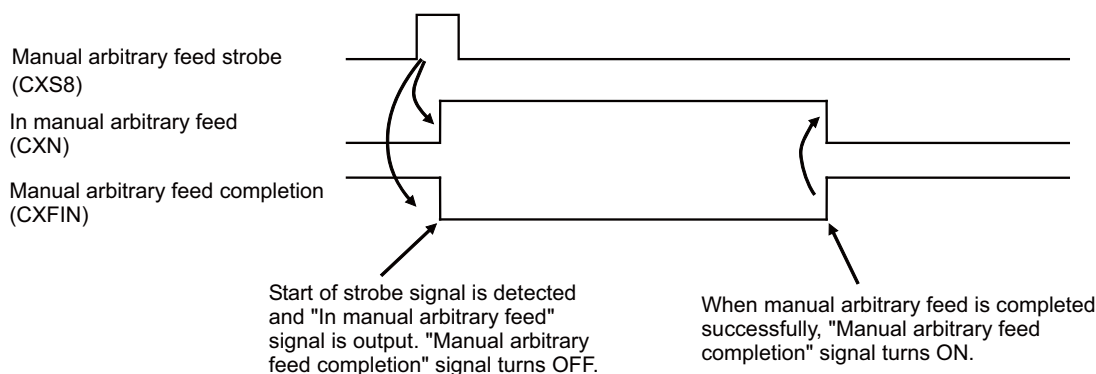 Manual arbitrary feed strobe
(CXS8)
In manual arbitrary feed
(CXN)
Manual arbitrary feed completion
(CXFIN)
Start of strobe signal is detected
and "In manual arbitrary feed"
signal is output. "Manual arbitrary
feed completion" signal turns OFF.
When manual arbitrary feed is completed
successfully, "Manual arbitrary feed
completion" signal turns ON.